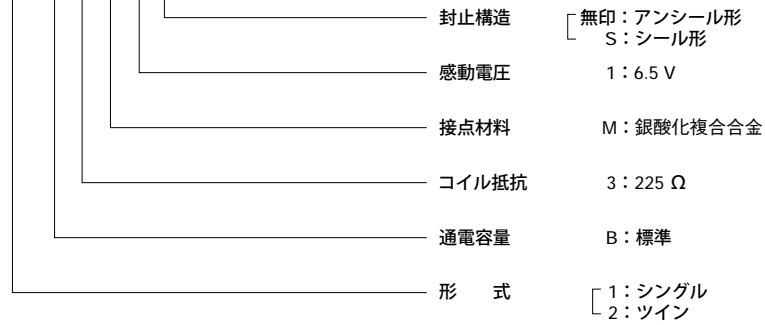 封止構造 無印：アンシール形
S：シール形
感動電圧 1：6.5 V
接点材料 M：銀酸化複合合金
コイル抵抗 3：225 Ω
通電容量 B：標準
形　式 1：シングル
2：ツイン